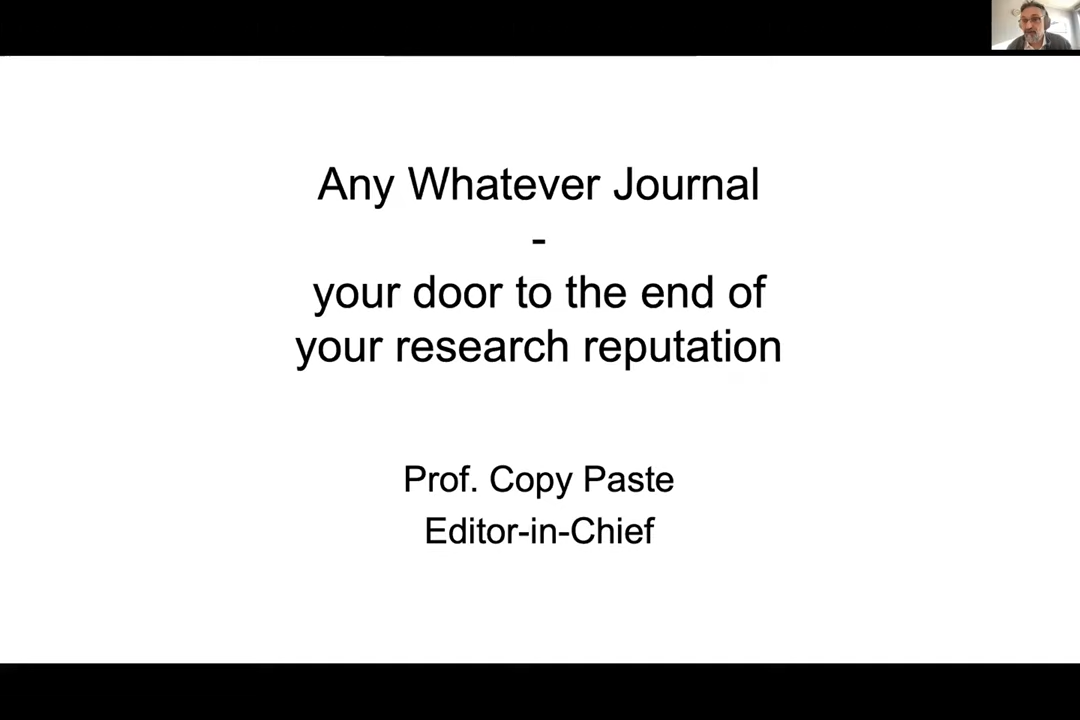 Any Whatever Journal
-
your door to the end of
your research reputation
Prof. Copy Paste
Editor-in-Chief